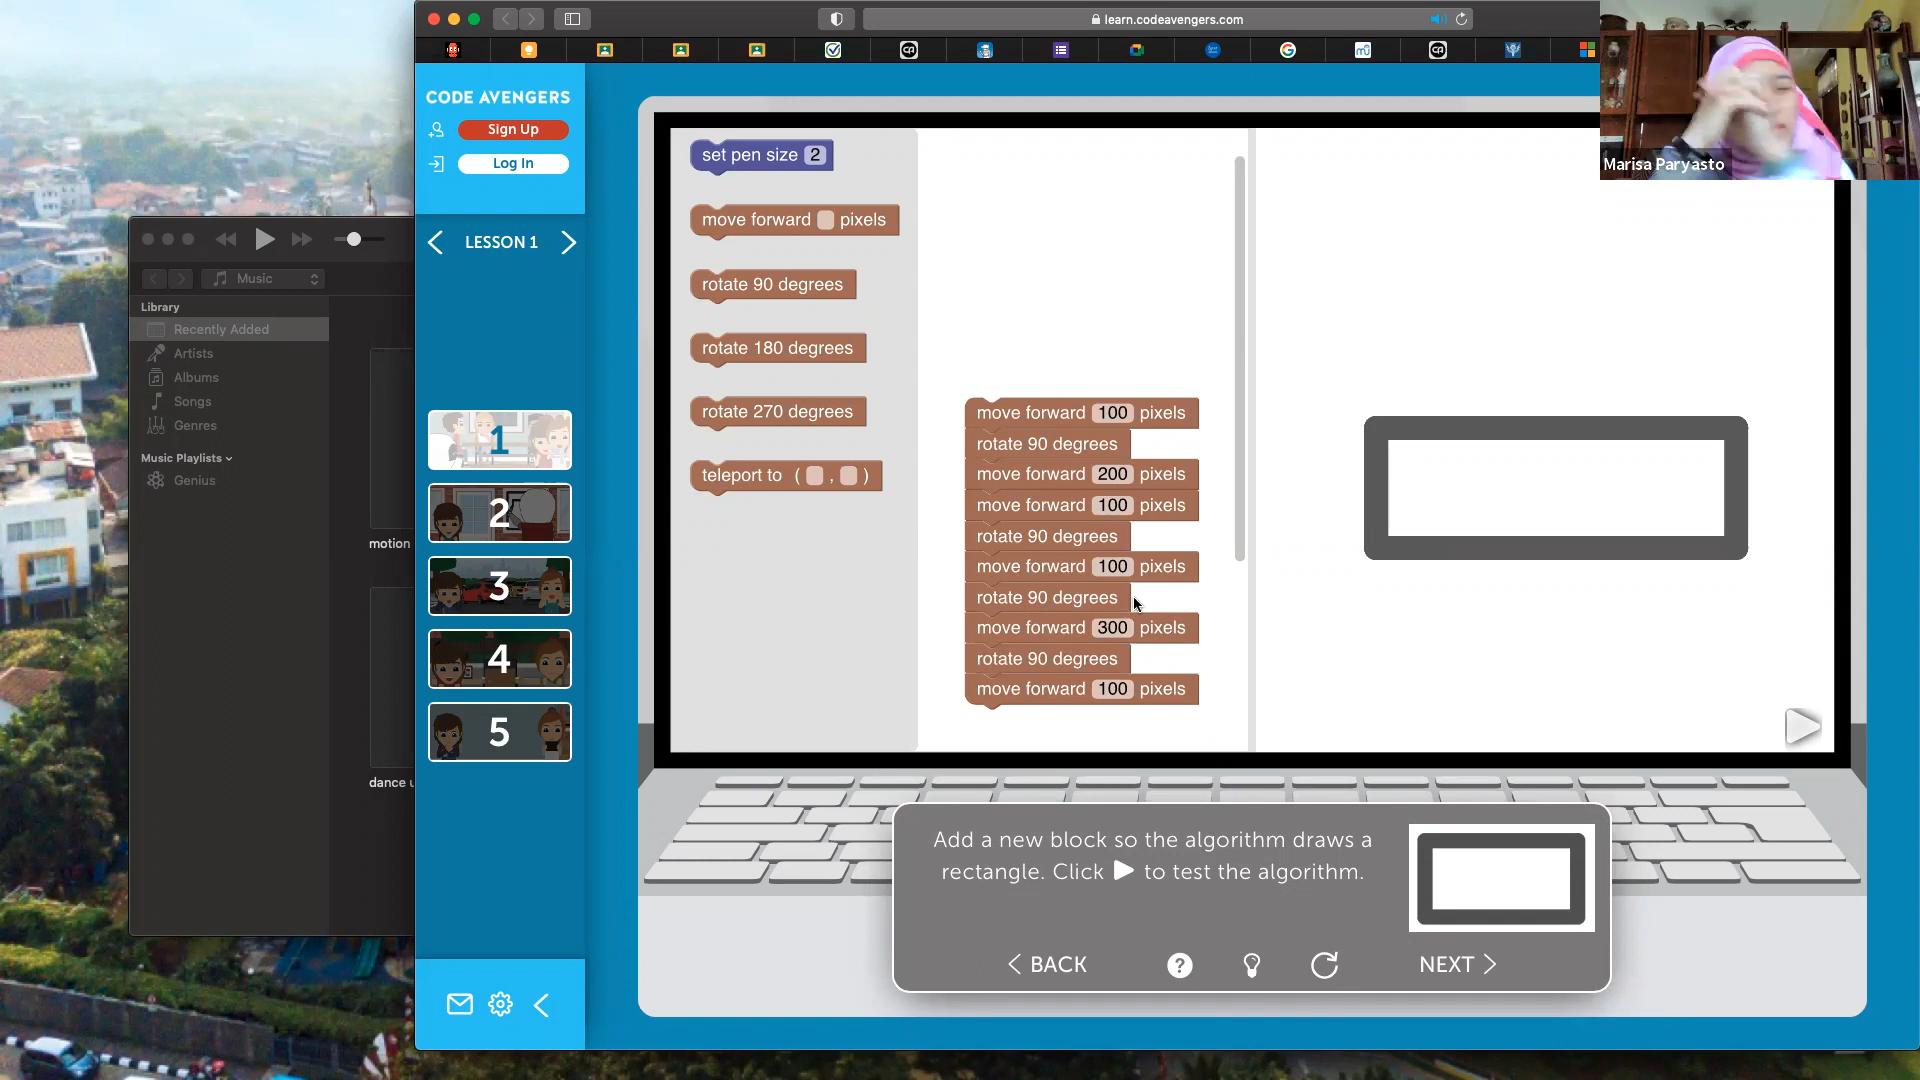 learn.codeavengers.com
CODE AVENGERS
Sign Up
Log In
LESSON 1
1
2
3
4
5
Music
Library
Recently Added
Artists
Albums
Songs
Genres
Music Playlists
Genius
motion
dance u
set pen size 2
move forward pixels
rotate 90 degrees
rotate 180 degrees
rotate 270 degrees
teleport to ( , )
move forward 100 pixels
rotate 90 degrees
move forward 200 pixels
move forward 100 pixels
rotate 90 degrees
move forward 100 pixels
rotate 90 degrees
move forward 300 pixels
rotate 90 degrees
move forward 100 pixels
Marisa Paryasto
Add a new block so the algorithm draws a
rectangle. Click to test the algorithm.
BACK
?
NEXT